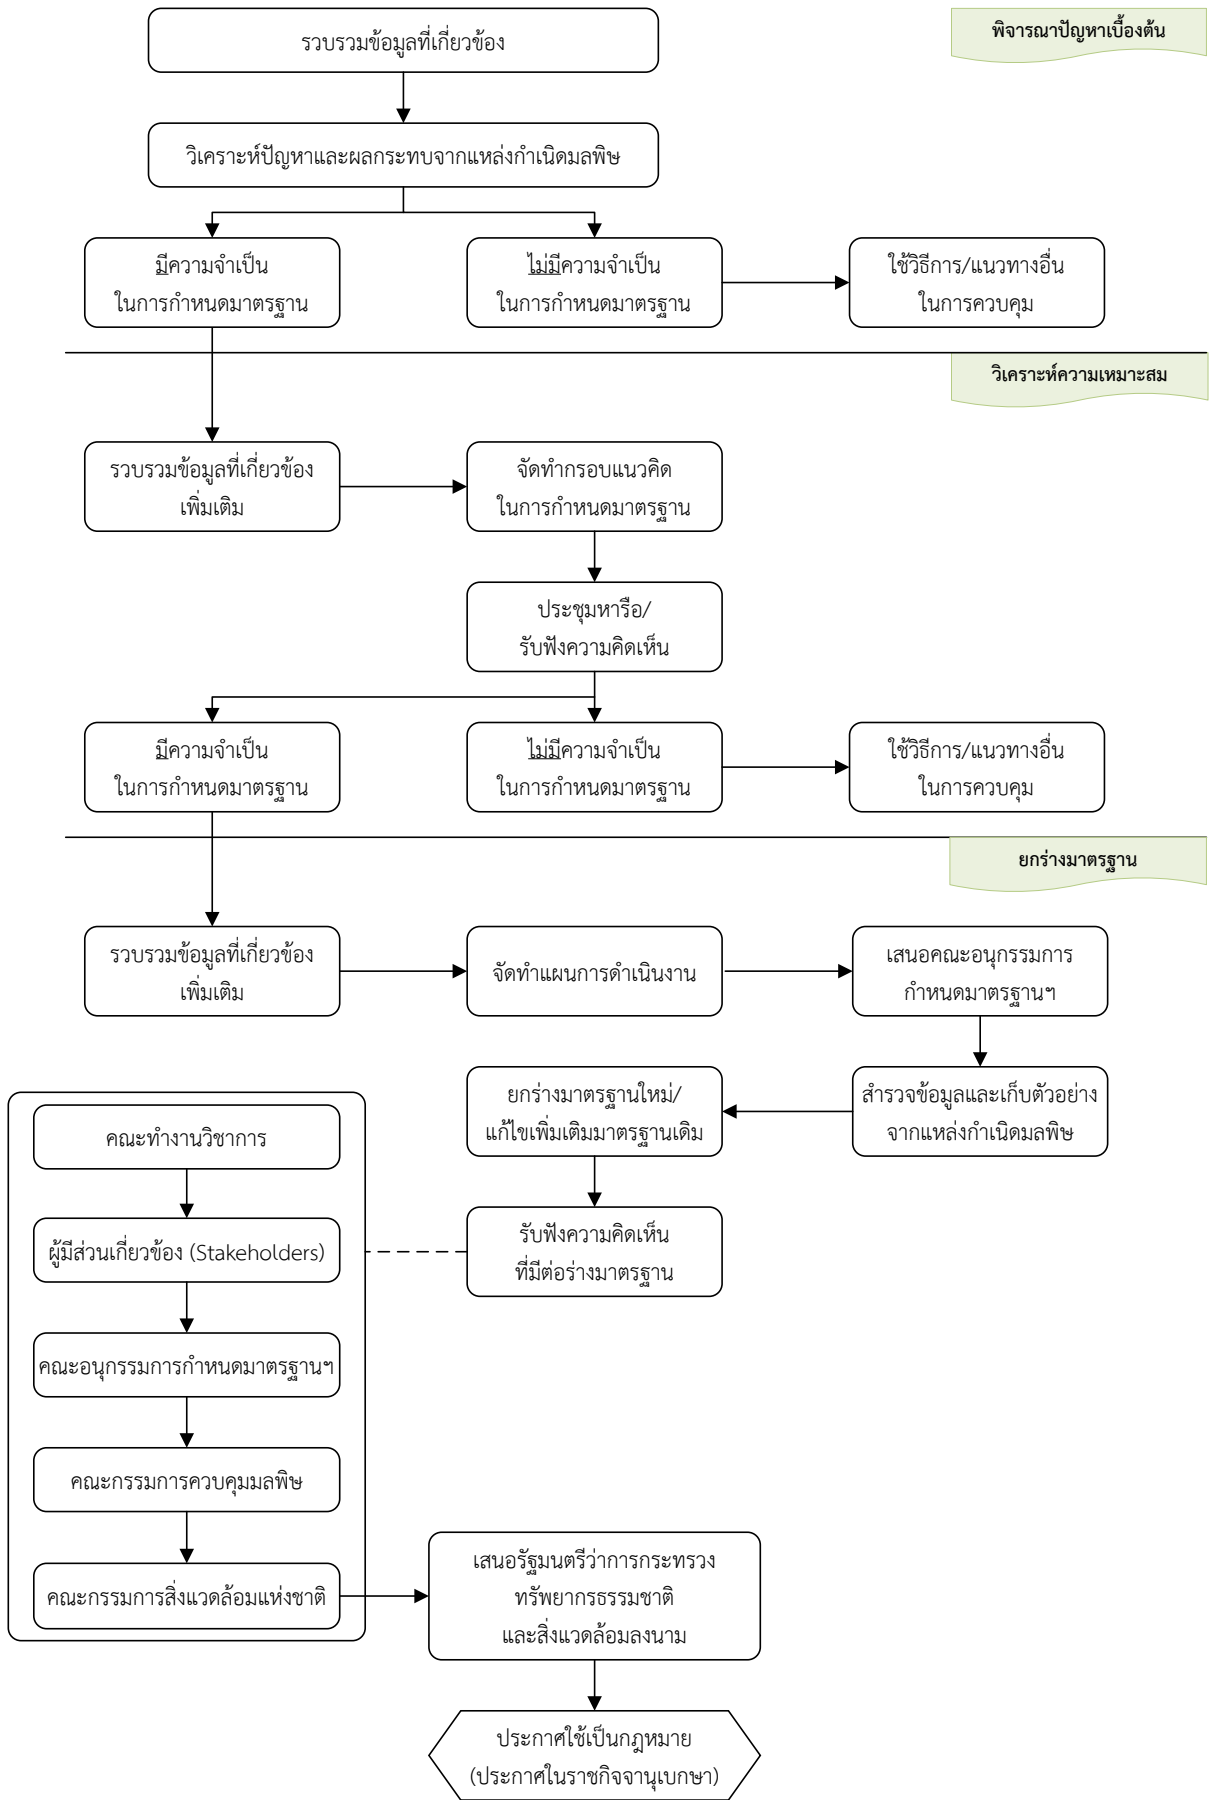 รวบรวมข้อมูลที่เกี่ยวข้อง
พิจารณาปัญหาเบื้องต้น
วิเคราะห์ปัญหาและผลกระทบจากแหล่งกำเนิดมลพิษ
มีความจำเป็น
ในการกำหนดมาตรฐาน
ไม่มีความจำเป็น
ในการกำหนดมาตรฐาน
ใช้วิธีการ/แนวทางอื่น
ในการควบคุม
วิเคราะห์ความเหมาะสม
รวบรวมข้อมูลที่เกี่ยวข้อง
เพิ่มเติม
จัดทำกรอบแนวคิด
ในการกำหนดมาตรฐาน
ประชุมหารือ/
รับฟังความคิดเห็น
มีความจำเป็น
ในการกำหนดมาตรฐาน
ไม่มีความจำเป็น
ในการกำหนดมาตรฐาน
ใช้วิธีการ/แนวทางอื่น
ในการควบคุม
ยกร่างมาตรฐาน
รวบรวมข้อมูลที่เกี่ยวข้อง
เพิ่มเติม
จัดทำแผนการดำเนินงาน
เสนอคณะอนุกรรมการ
กำหนดมาตรฐานฯ
สำรวจข้อมูลและเก็บตัวอย่าง
จากแหล่งกำเนิดมลพิษ
ยกร่างมาตรฐานใหม่/
แก้ไขเพิ่มเติมมาตรฐานเดิม
รับฟังความคิดเห็น
ที่มีต่อร่างมาตรฐาน
คณะทำงานวิชาการ
ผู้มีส่วนเกี่ยวข้อง (Stakeholders)
คณะอนุกรรมการกำหนดมาตรฐานฯ
คณะกรรมการควบคุมมลพิษ
คณะกรรมการสิ่งแวดล้อมแห่งชาติ
เสนอรัฐมนตรีว่าการกระทรวง
ทรัพยากรธรรมชาติ
และสิ่งแวดล้อมลงนาม
ประกาศใช้เป็นกฎหมาย
(ประกาศในราชกิจจานุเบกษา)